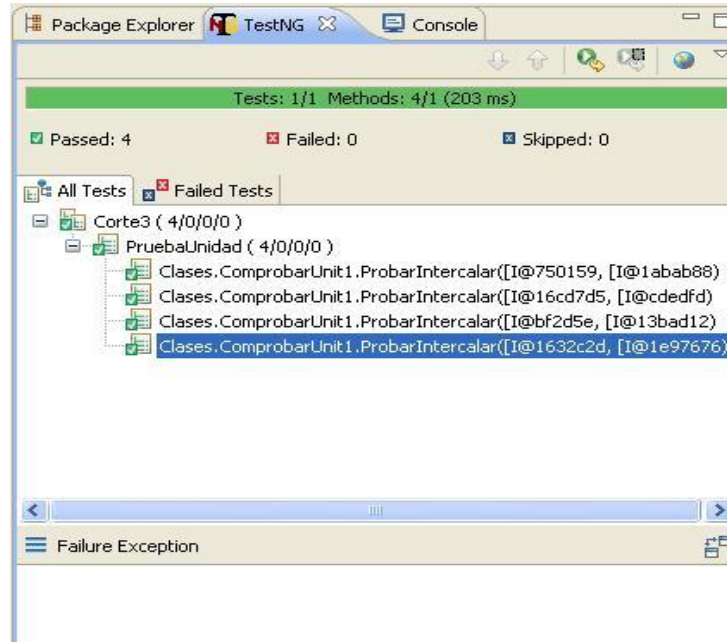 Package Explorer TestNG Console
Tests: 1/1 Methods: 4/1 (203 ms)
Passed: 4 Failed: 0 Skipped: 0
All Tests Failed Tests
Corte3 ( 4/0/0/0 )
PruebaUnidad ( 4/0/0/0 )
Clases.ComprobarUnit1.ProbarIntercalar([I@750159, [I@1abab88)
Clases.ComprobarUnit1.ProbarIntercalar([I@16cd7d5, [I@cdedfd)
Clases.ComprobarUnit1.ProbarIntercalar([I@bf2d5e, [I@13bad12)
Clases.ComprobarUnit1.ProbarIntercalar([I@1632c2d, [I@1e97676)
Failure Exception